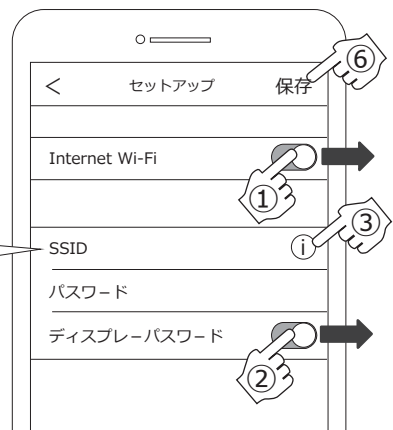 ⑥
< セットアップ 保存
Internet Wi-Fi
①
③
SSID ⓘ
パスワード
ディスプレーパスワード
②